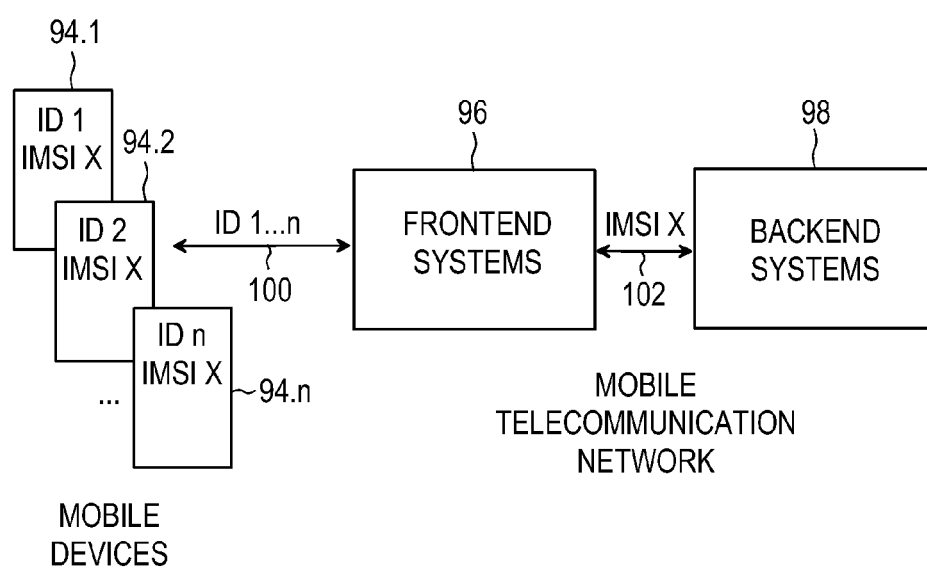 94.1
ID 1
IMSI X
94.2
ID 2
IMSI X
ID n
IMSI X
94.n
...
MOBILE
DEVICES
ID 1...n
100
96
FRONTEND
SYSTEMS
IMSI X
102
98
BACKEND
SYSTEMS
MOBILE
TELECOMMUNICATION
NETWORK